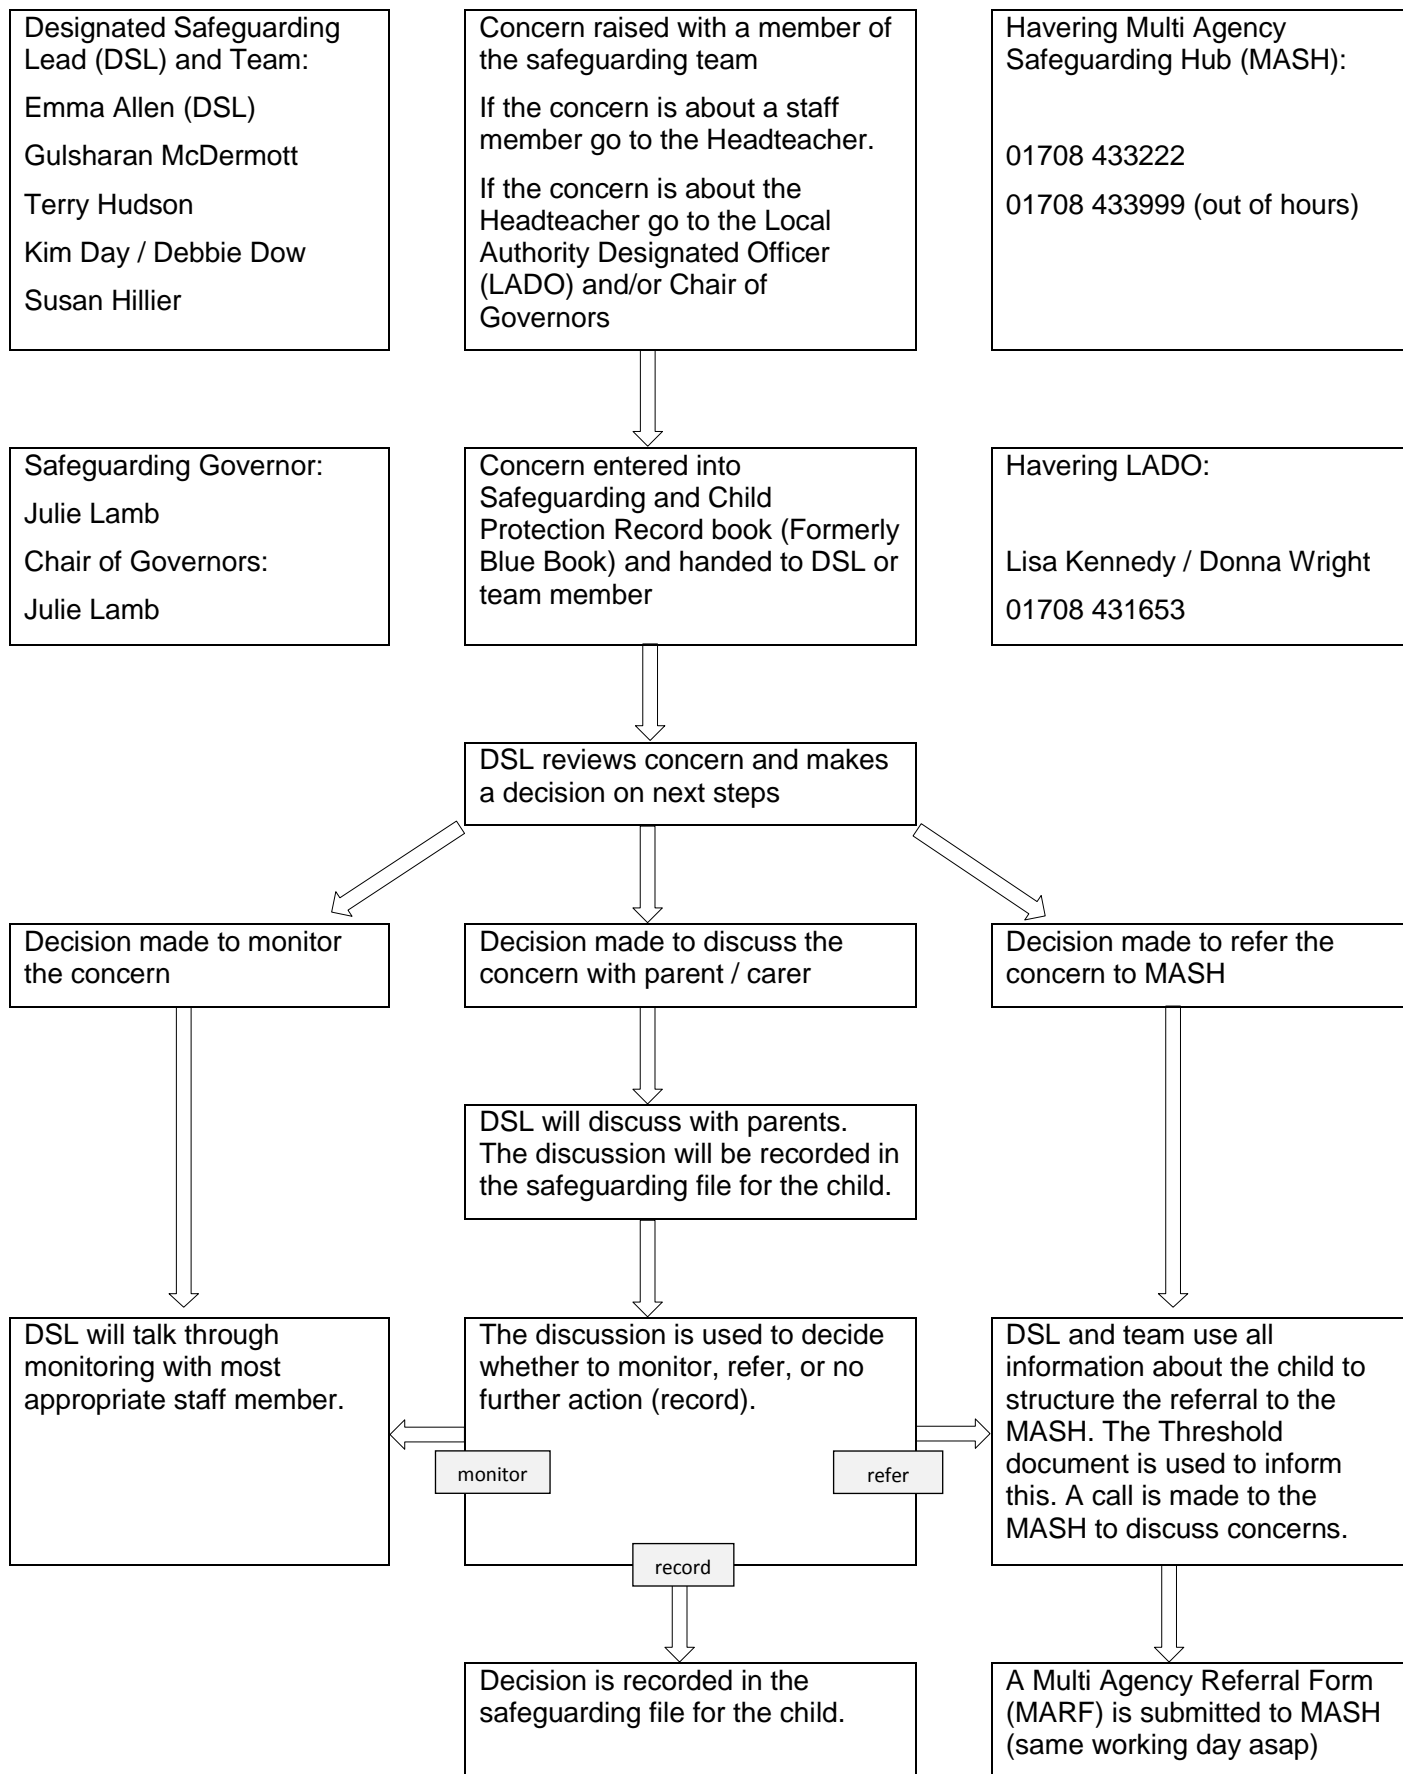 Designated Safeguarding
Lead (DSL) and Team:
Emma Allen (DSL)
Gulsharan McDermott
Terry Hudson
Kim Day / Debbie Dow
Susan Hillier
Concern raised with a member of
the safeguarding team
If the concern is about a staff
member go to the Headteacher.
If the concern is about the
Headteacher go to the Local
Authority Designated Officer
(LADO) and/or Chair of
Governors
Havering Multi Agency
Safeguarding Hub (MASH):
01708 433222
01708 433999 (out of hours)
Safeguarding Governor:
Julie Lamb
Chair of Governors:
Julie Lamb
Concern entered into
Safeguarding and Child
Protection Record book (Formerly
Blue Book) and handed to DSL or
team member
Havering LADO:
Lisa Kennedy / Donna Wright
01708 431653
DSL reviews concern and makes
a decision on next steps
Decision made to monitor
the concern
Decision made to discuss the
concern with parent / carer
Decision made to refer the
concern to MASH
DSL will discuss with parents.
The discussion will be recorded in
the safeguarding file for the child.
DSL will talk through
monitoring with most
appropriate staff member.
The discussion is used to decide
whether to monitor, refer, or no
further action (record).
monitor
refer
record
DSL and team use all
information about the child to
structure the referral to the
MASH. The Threshold
document is used to inform
this. A call is made to the
MASH to discuss concerns.
Decision is recorded in the
safeguarding file for the child.
A Multi Agency Referral Form
(MARF) is submitted to MASH
(same working day asap)